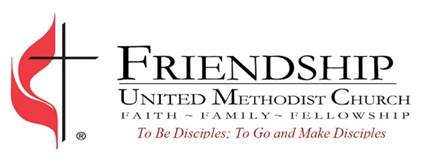 FRIENDSHIP
UNITED METHODIST CHURCH
FAITH ~ FAMILY ~ FELLOWSHIP
To Be Disciples; To Go and Make Disciples
®